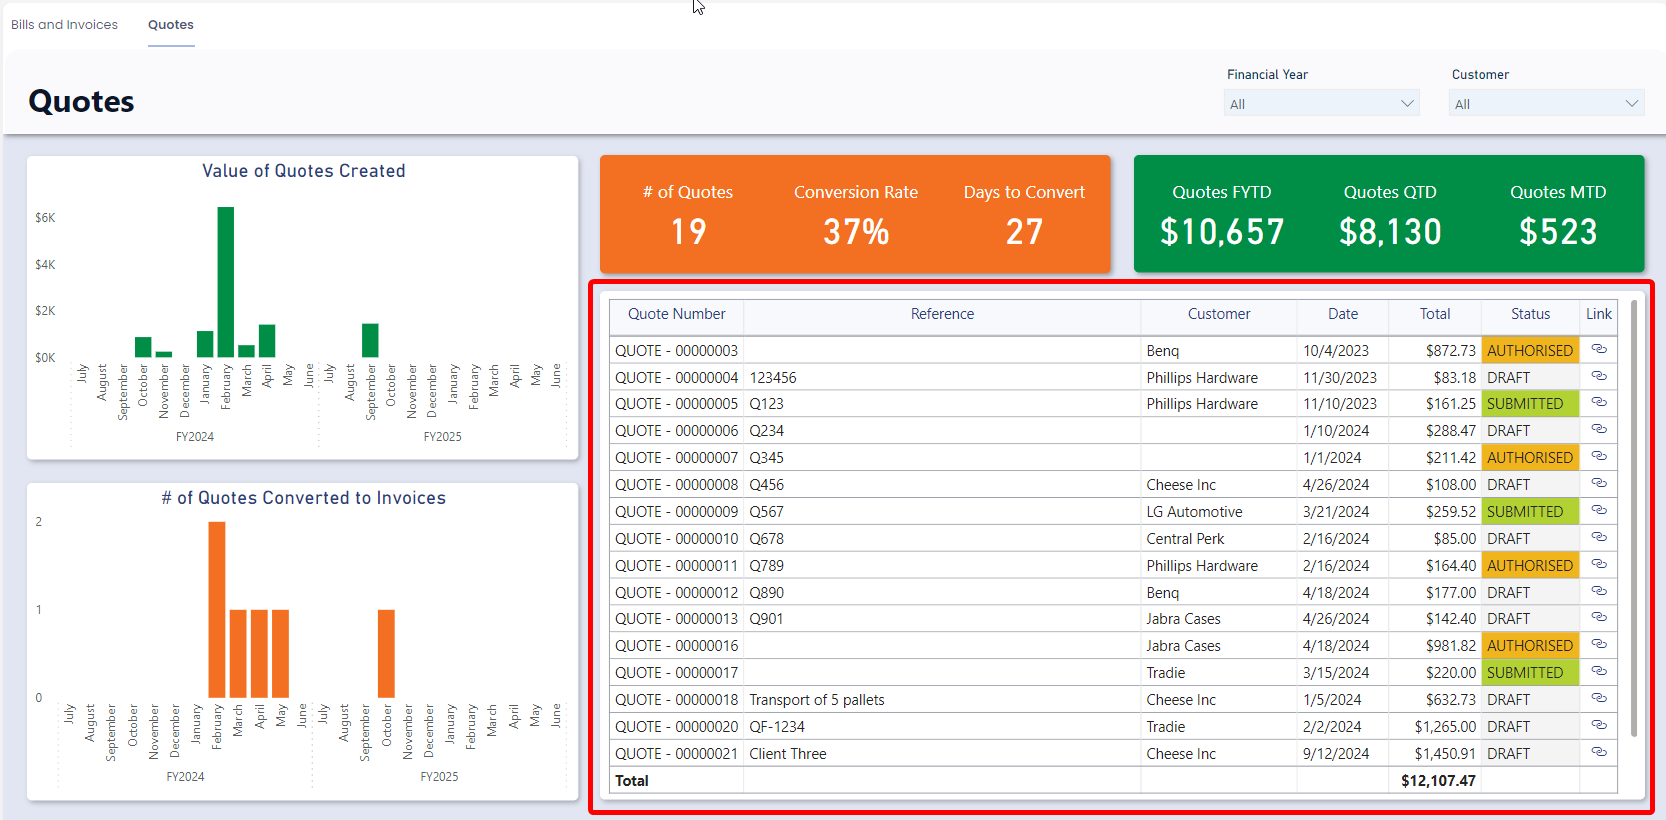 Bills and Invoices Quotes
Quotes
Financial Year
All
Customer
All
Value of Quotes Created
$6K
$4K
$2K
$0K
July August September October November December January February March April May June July August September October November December January February March April May June
FY2024 FY2025
# of Quotes Converted to Invoices
2
1
0
July August September October November December January February March April May June July August September October November December January February March April May June
FY2024 FY2025
# of Quotes Conversion Rate Days to Convert
19 37% 27
Quotes FYTD Quotes QTD Quotes MTD
$10,657 $8,130 $523
Quote Number Reference Customer Date Total Status Link
QUOTE - 00000003 Benq 10/4/2023 $872.73 AUTHORISED
QUOTE - 00000004 123456 Phillips Hardware 11/30/2023 $83.18 DRAFT
QUOTE - 00000005 Q123 Phillips Hardware 11/10/2023 $161.25 SUBMITTED
QUOTE - 00000006 Q234 1/10/2024 $288.47 DRAFT
QUOTE - 00000007 Q345 1/1/2024 $211.42 AUTHORISED
QUOTE - 00000008 Q456 Cheese Inc 4/26/2024 $108.00 DRAFT
QUOTE - 00000009 Q567 LG Automotive 3/21/2024 $259.52 SUBMITTED
QUOTE - 00000010 Q678 Central Perk 2/16/2024 $85.00 DRAFT
QUOTE - 00000011 Q789 Phillips Hardware 2/16/2024 $164.40 AUTHORISED
QUOTE - 00000012 Q890 Benq 4/18/2024 $177.00 DRAFT
QUOTE - 00000013 Q901 Jabra Cases 4/26/2024 $142.40 DRAFT
QUOTE - 00000016 Jabra Cases 4/18/2024 $981.82 AUTHORISED
QUOTE - 00000017 Tradie 3/15/2024 $220.00 SUBMITTED
QUOTE - 00000018 Transport of 5 pallets Cheese Inc 1/5/2024 $632.73 DRAFT
QUOTE - 00000020 QF-1234 Tradie 2/2/2024 $1,265.00 DRAFT
QUOTE - 00000021 Client Three Cheese Inc 9/12/2024 $1,450.91 DRAFT
Total $12,107.47